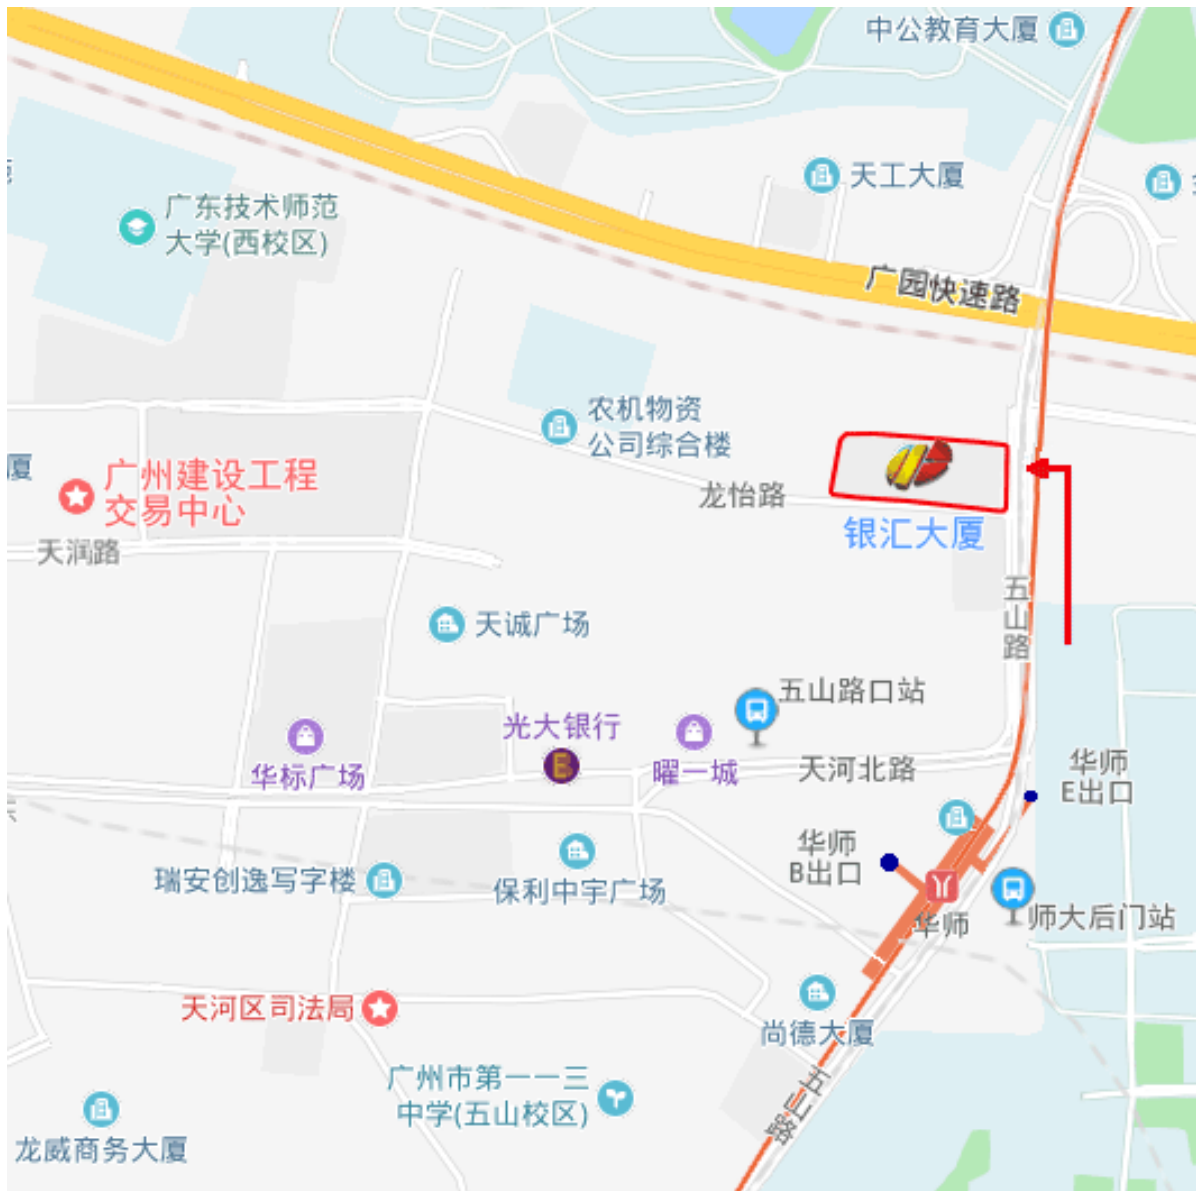 中公教育大厦
天工大厦
广东技术师范
大学(西校区)
广园快速路
农机物资
公司综合楼
厦
广州建设工程
交易中心
龙怡路
银汇大厦
天润路
五山路
天诚广场
五山路口站
光大银行
华标广场
曜一城
天河北路
华师
E出口
华师
B出口
瑞安创逸写字楼
保利中宇广场
华师
师大后门站
天河区司法局
尚德大厦
广州市第一一三
中学(五山校区)
五山路
龙威商务大厦